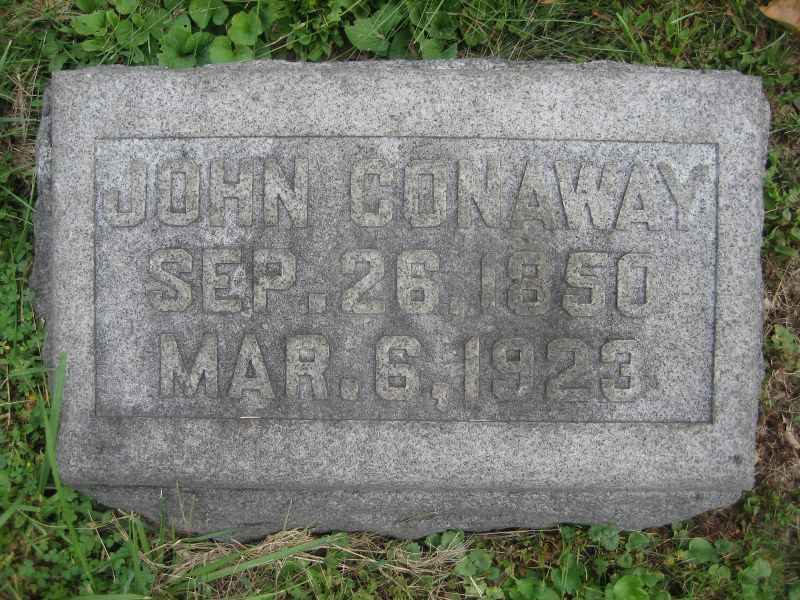 JOHN CONAWAY
SEP. 26, 1850
MAR. 6, 1923